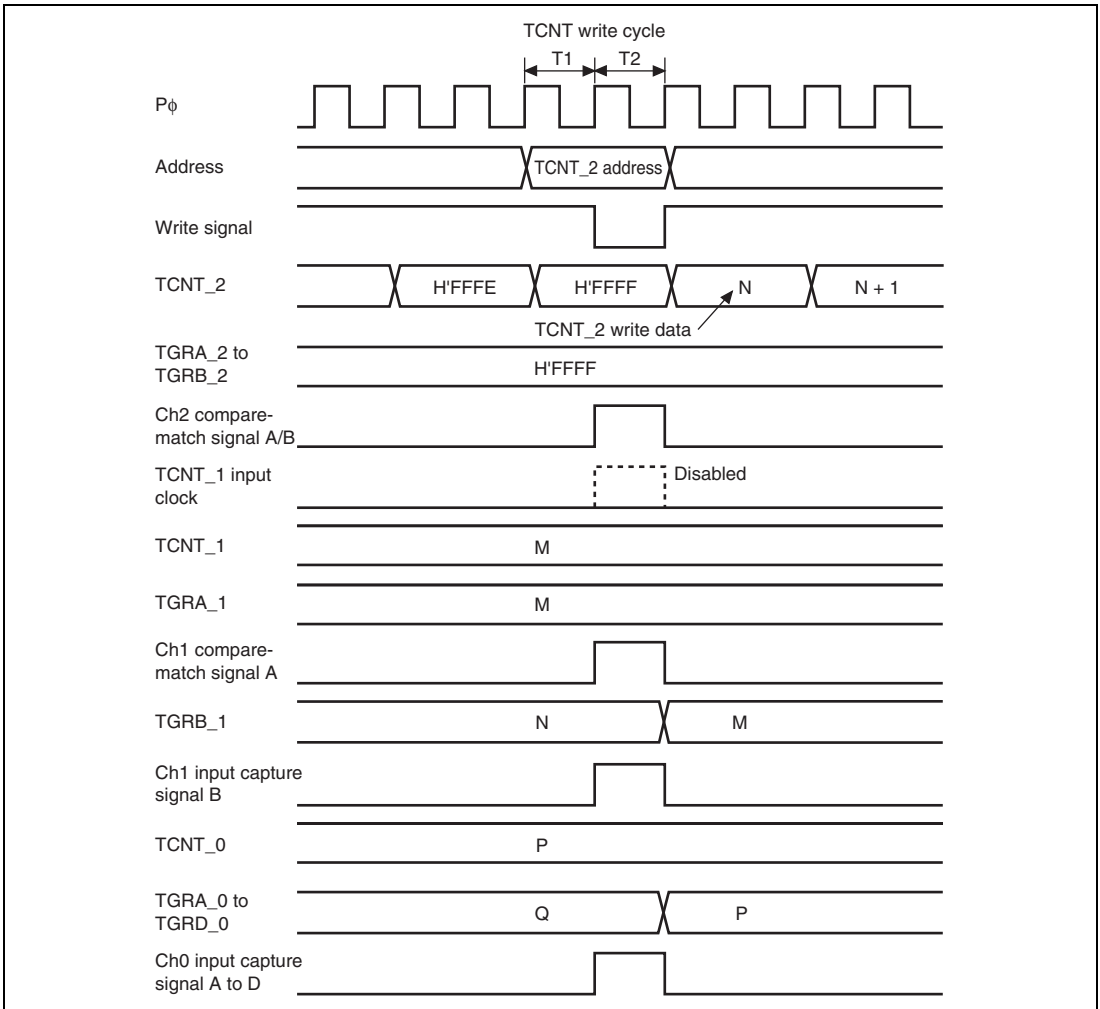 TCNT write cycle
T1 T2
Pϕ
Address
TCNT_2 address
Write signal
TCNT_2
H'FFFE H'FFFF N N + 1
TCNT_2 write data
TGRA_2 to
TGRB_2
H'FFFF
Ch2 compare-
match signal A/B
TCNT_1 input
clock
Disabled
TCNT_1
M
TGRA_1
M
Ch1 compare-
match signal A
TGRB_1
N M
Ch1 input capture
signal B
TCNT_0
P
TGRA_0 to
TGRD_0
Q P
Ch0 input capture
signal A to D